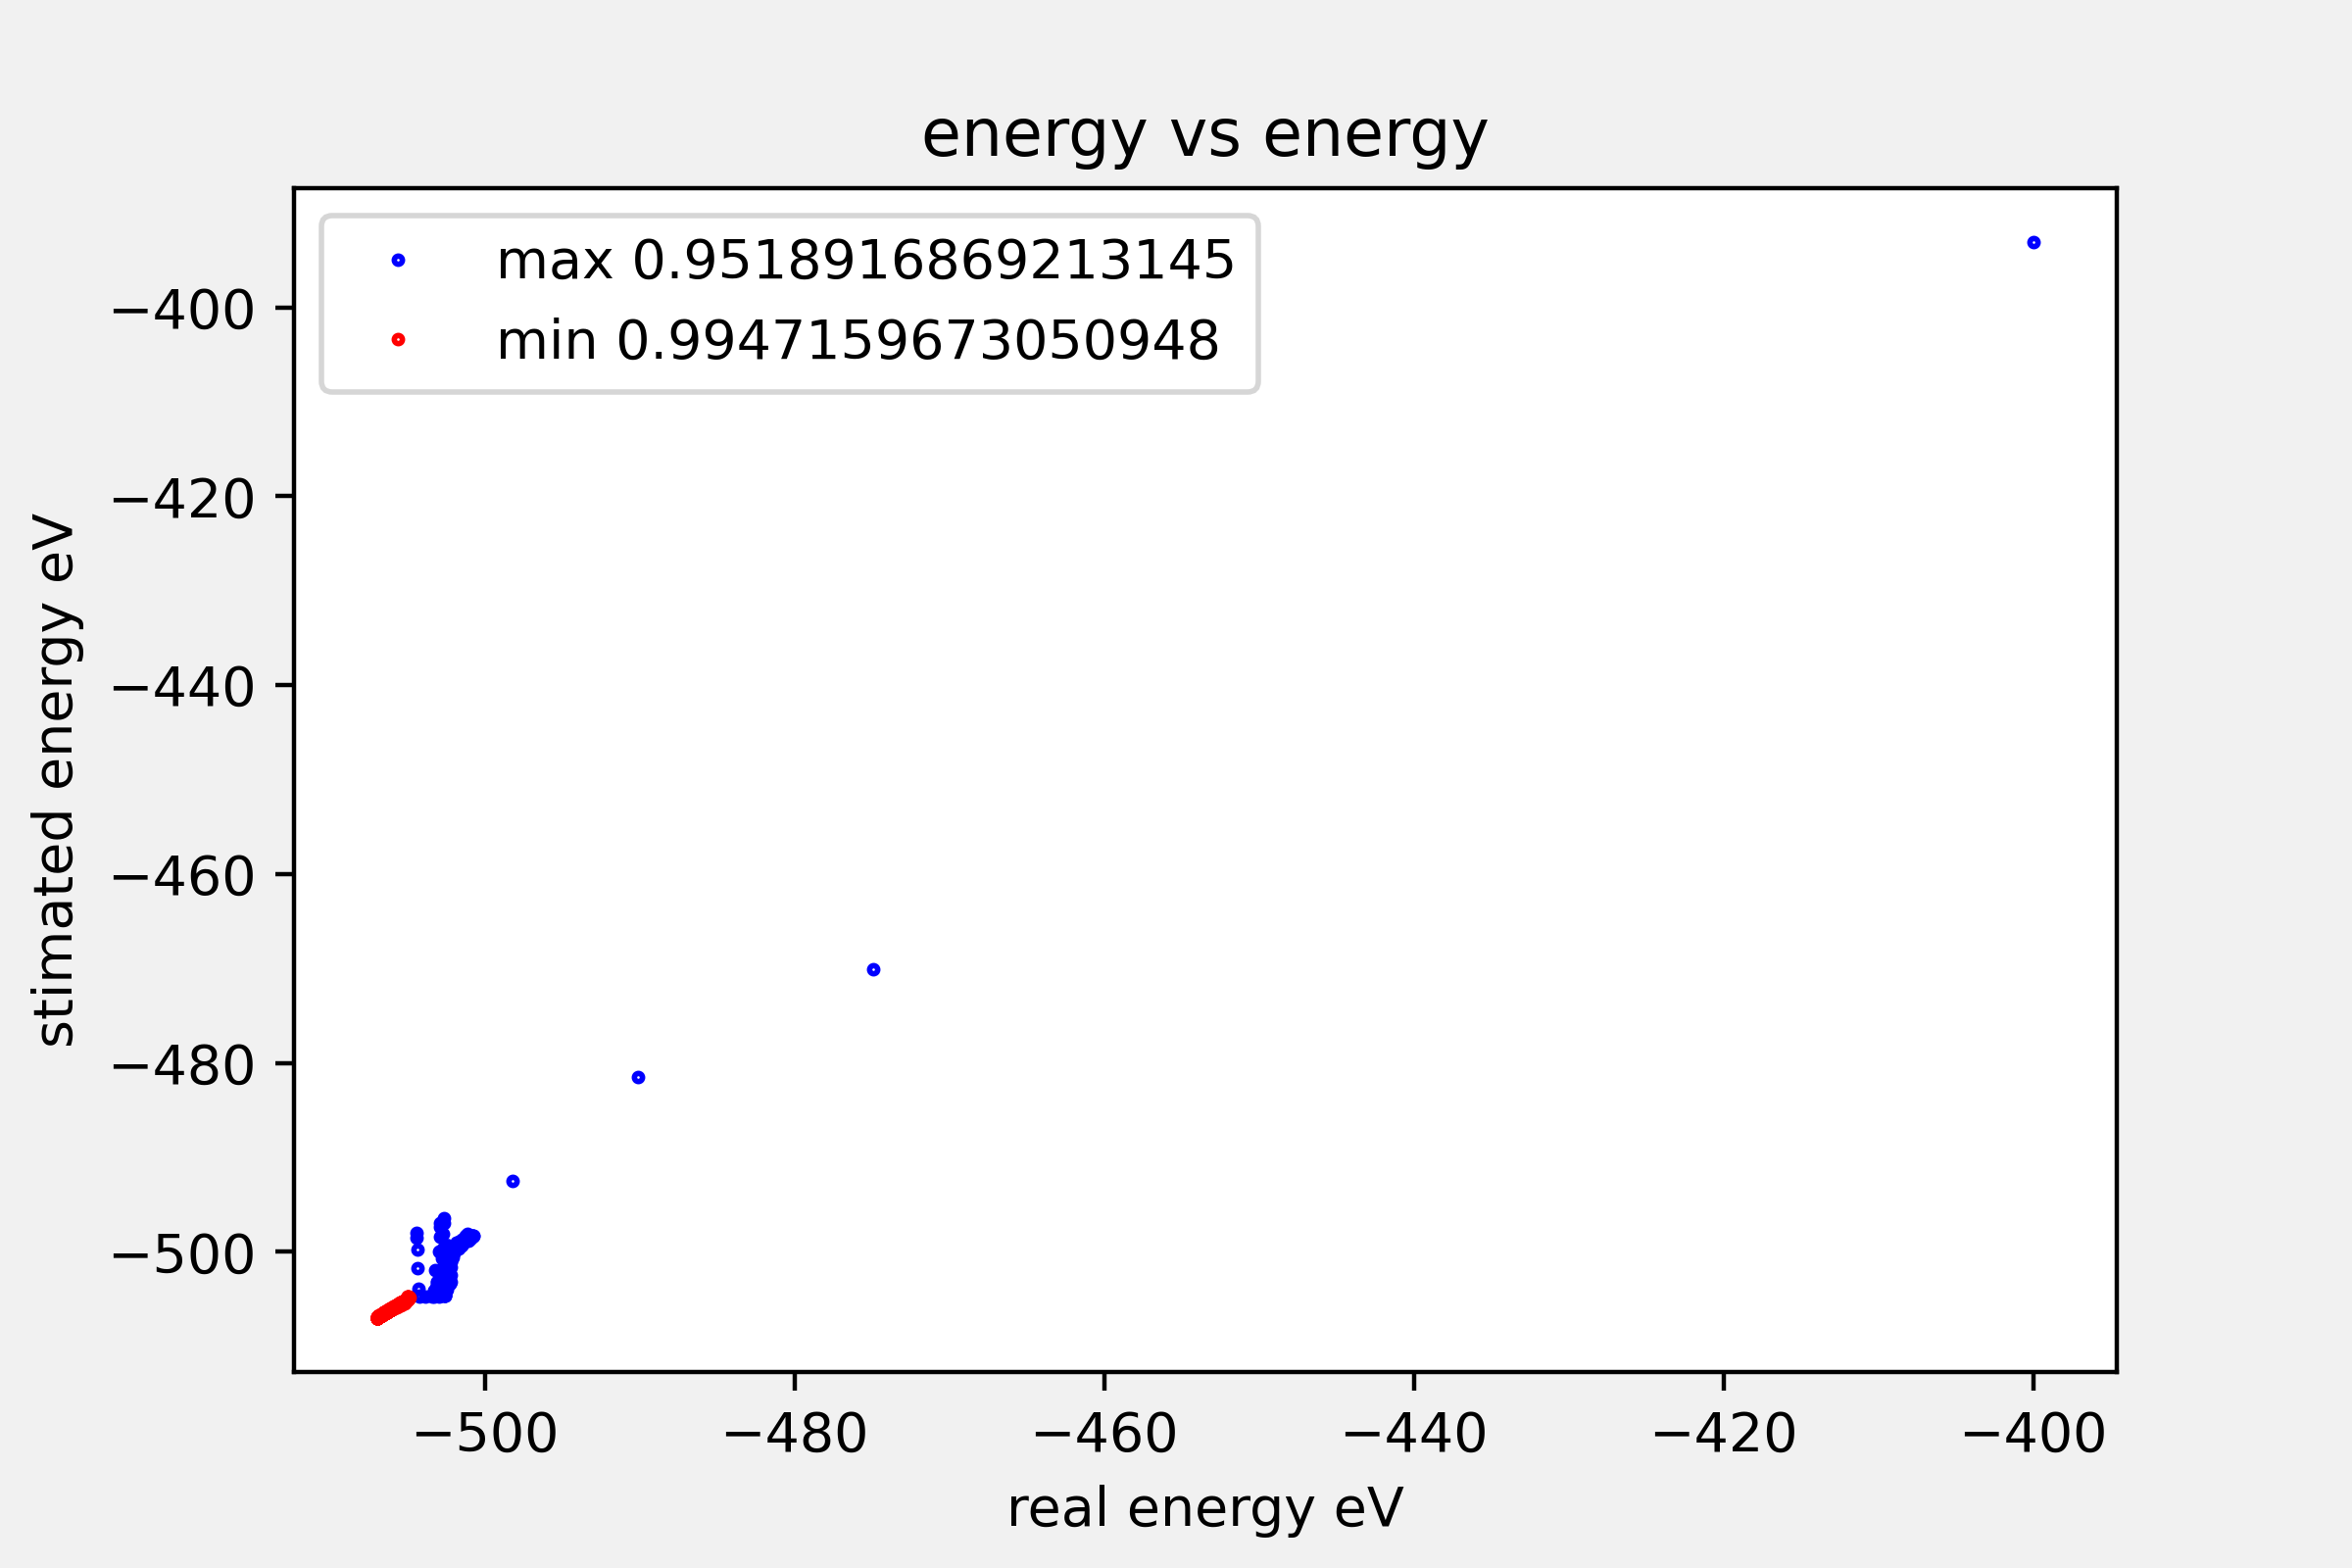 energy vs energy
max 0.9518916869213145
min 0.9947159673050948
−400
−420
−440
−460
−480
−500
stimated energy eV
−500 −480 −460 −440 −420 −400
real energy eV